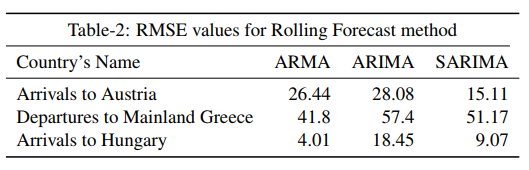 Table-2: RMSE values for Rolling Forecast method
Country's Name ARMA ARIMA SARIMA
Arrivals to Austria 26.44 28.08 15.11
Departures to Mainland Greece 41.8 57.4 51.17
Arrivals to Hungary 4.01 18.45 9.07